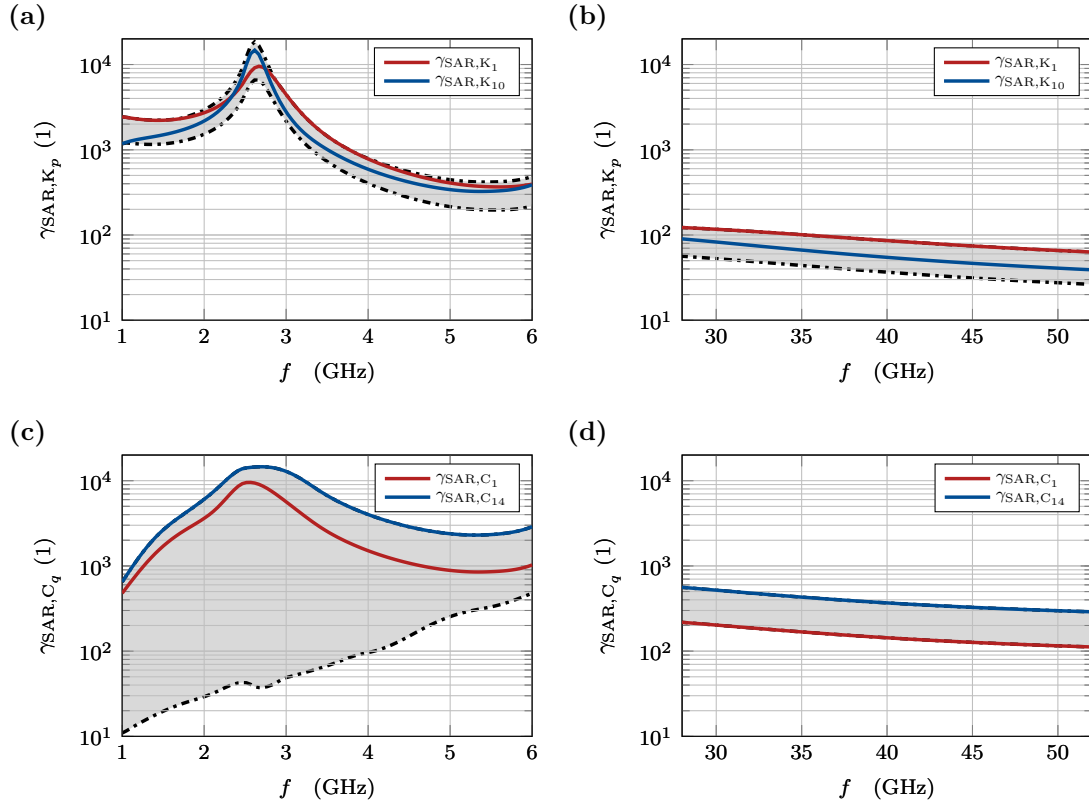 (a)
γSAR,Kp (1)
10^4
10^3
10^2
10^1
γSAR,K1
γSAR,K10
1 2 3 4 5 6
f (GHz)
(b)
γSAR,Kp (1)
10^4
10^3
10^2
10^1
γSAR,K1
γSAR,K10
30 35 40 45 50
f (GHz)
(c)
γSAR,Cq (1)
10^4
10^3
10^2
10^1
γSAR,C1
γSAR,C14
1 2 3 4 5 6
f (GHz)
(d)
γSAR,Cq (1)
10^4
10^3
10^2
10^1
γSAR,C1
γSAR,C14
30 35 40 45 50
f (GHz)